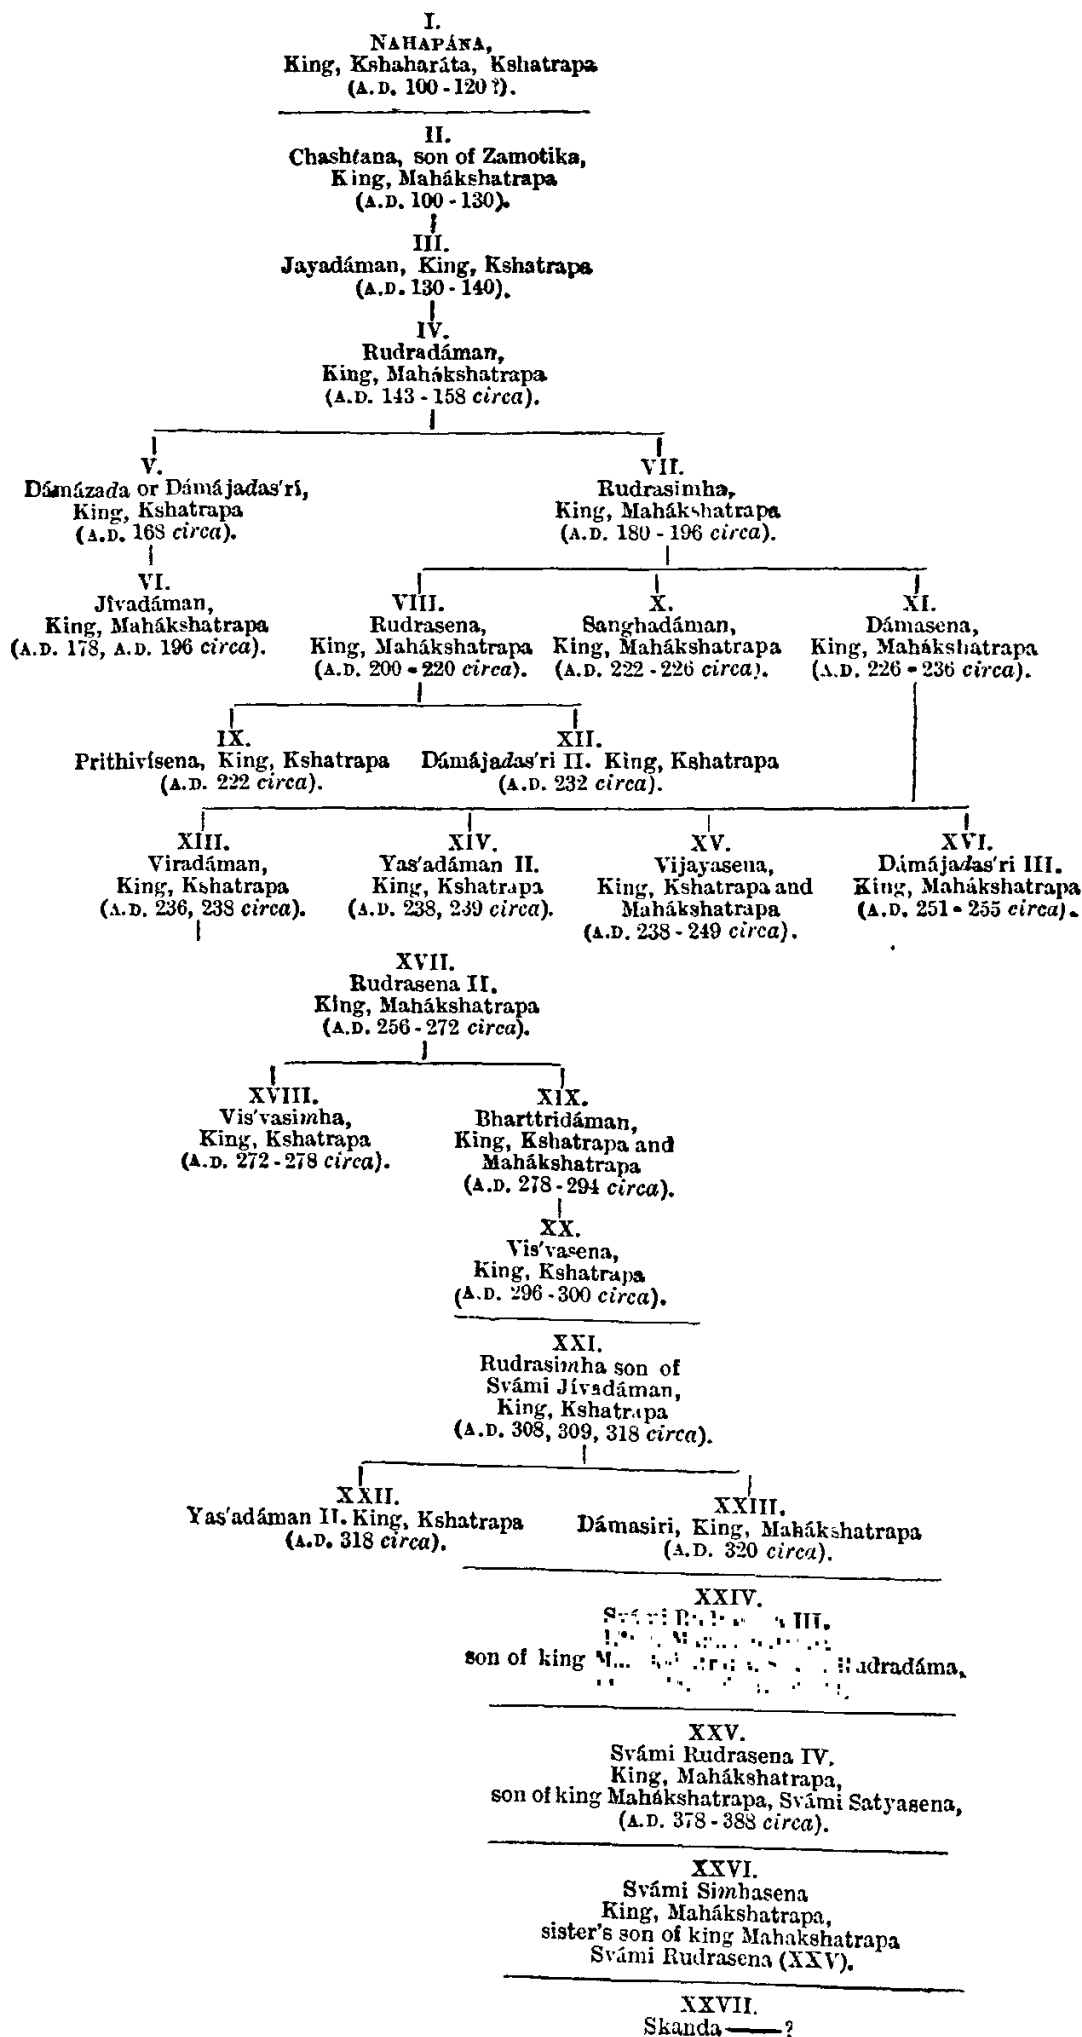 I.
NAHAPÁNA,
King, Kshaharáta, Kshatrapa
(A.D. 100-120?).
II.
Chashtana, son of Zamotika,
King, Mahákshatrapa
(A.D. 100-130).
III.
Jayadáman, King, Kshatrapa
(A.D. 130-140).
IV.
Rudradáman,
King, Mahákshatrapa
(A.D. 143-158 circa).
V.
Dámázada or Dámájadas'rí,
King, Kshatrapa
(A.D. 168 circa).
VII.
Rudrasimha,
King, Mahákshatrapa
(A.D. 180-196 circa).
VI.
Jívadáman,
King, Mahákshatrapa
(A.D. 178, A.D. 196 circa).
VIII.
Rudrasena,
King, Mahákshatrapa
(A.D. 200-220 circa).
X.
Sanghadáman,
King, Mahákshatrapa
(A.D. 222-226 circa).
XI.
Dámasena,
King, Mahákshatrapa
(A.D. 226-236 circa).
IX.
Prithivísena, King, Kshatrapa
(A.D. 222 circa).
XII.
Dámájadas'ri II. King, Kshatrapa
(A.D. 232 circa).
XIII.
Viradáman,
King, Kshatrapa
(A.D. 236, 238 circa).
XIV.
Yas'adáman II.
King, Kshatrapa
(A.D. 238, 239 circa).
XV.
Vijayasena,
King, Kshatrapa and
Mahákshatrapa
(A.D. 238-249 circa).
XVI.
Dámájadas'ri III.
King, Mahákshatrapa
(A.D. 251-255 circa).
XVII.
Rudrasena II.
King, Mahákshatrapa
(A.D. 256-272 circa).
XVIII.
Vis'vasimha,
King, Kshatrapa
(A.D. 272-278 circa).
XIX.
Bharttridáman,
King, Kshatrapa and
Mahákshatrapa
(A.D. 278-294 circa).
XX.
Vis'vasena,
King, Kshatrapa
(A.D. 296-300 circa).
XXI.
Rudrasimha son of
Svámi Jívadáman,
King, Kshatrapa
(A.D. 308, 309, 318 circa).
XXII.
Yas'adáman II. King, Kshatrapa
(A.D. 318 circa).
XXIII.
Dámasiri, King, Mahákshatrapa
(A.D. 320 circa).
XXIV.
III.
son of king Rudradáma,
XXV.
Svámi Rudrasena IV.
King, Mahákshatrapa,
son of king Mahákshatrapa, Svámi Satyasena,
(A.D. 378-388 circa).
XXVI.
Svámi Simhasena
King, Mahákshatrapa,
sister's son of king Mahakshatrapa
Svámi Rudrasena (XXV).
XXVII.
Skanda——?